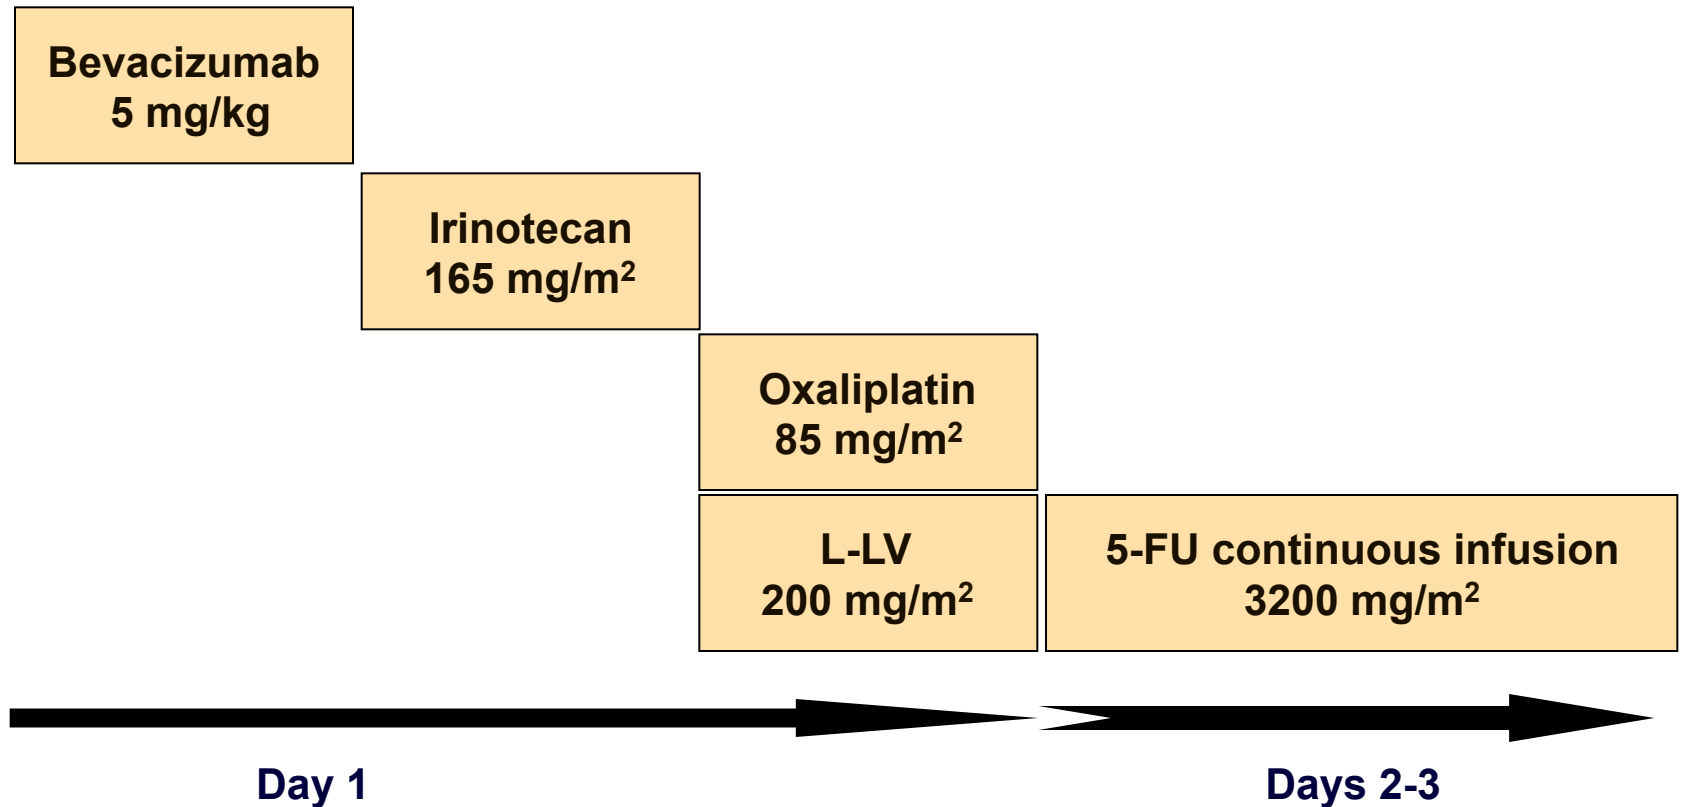 Bevacizumab
5 mg/kg
Irinotecan
165 mg/m²
Oxaliplatin
85 mg/m²
L-LV
200 mg/m²
5-FU continuous infusion
3200 mg/m²
Day 1
Days 2-3